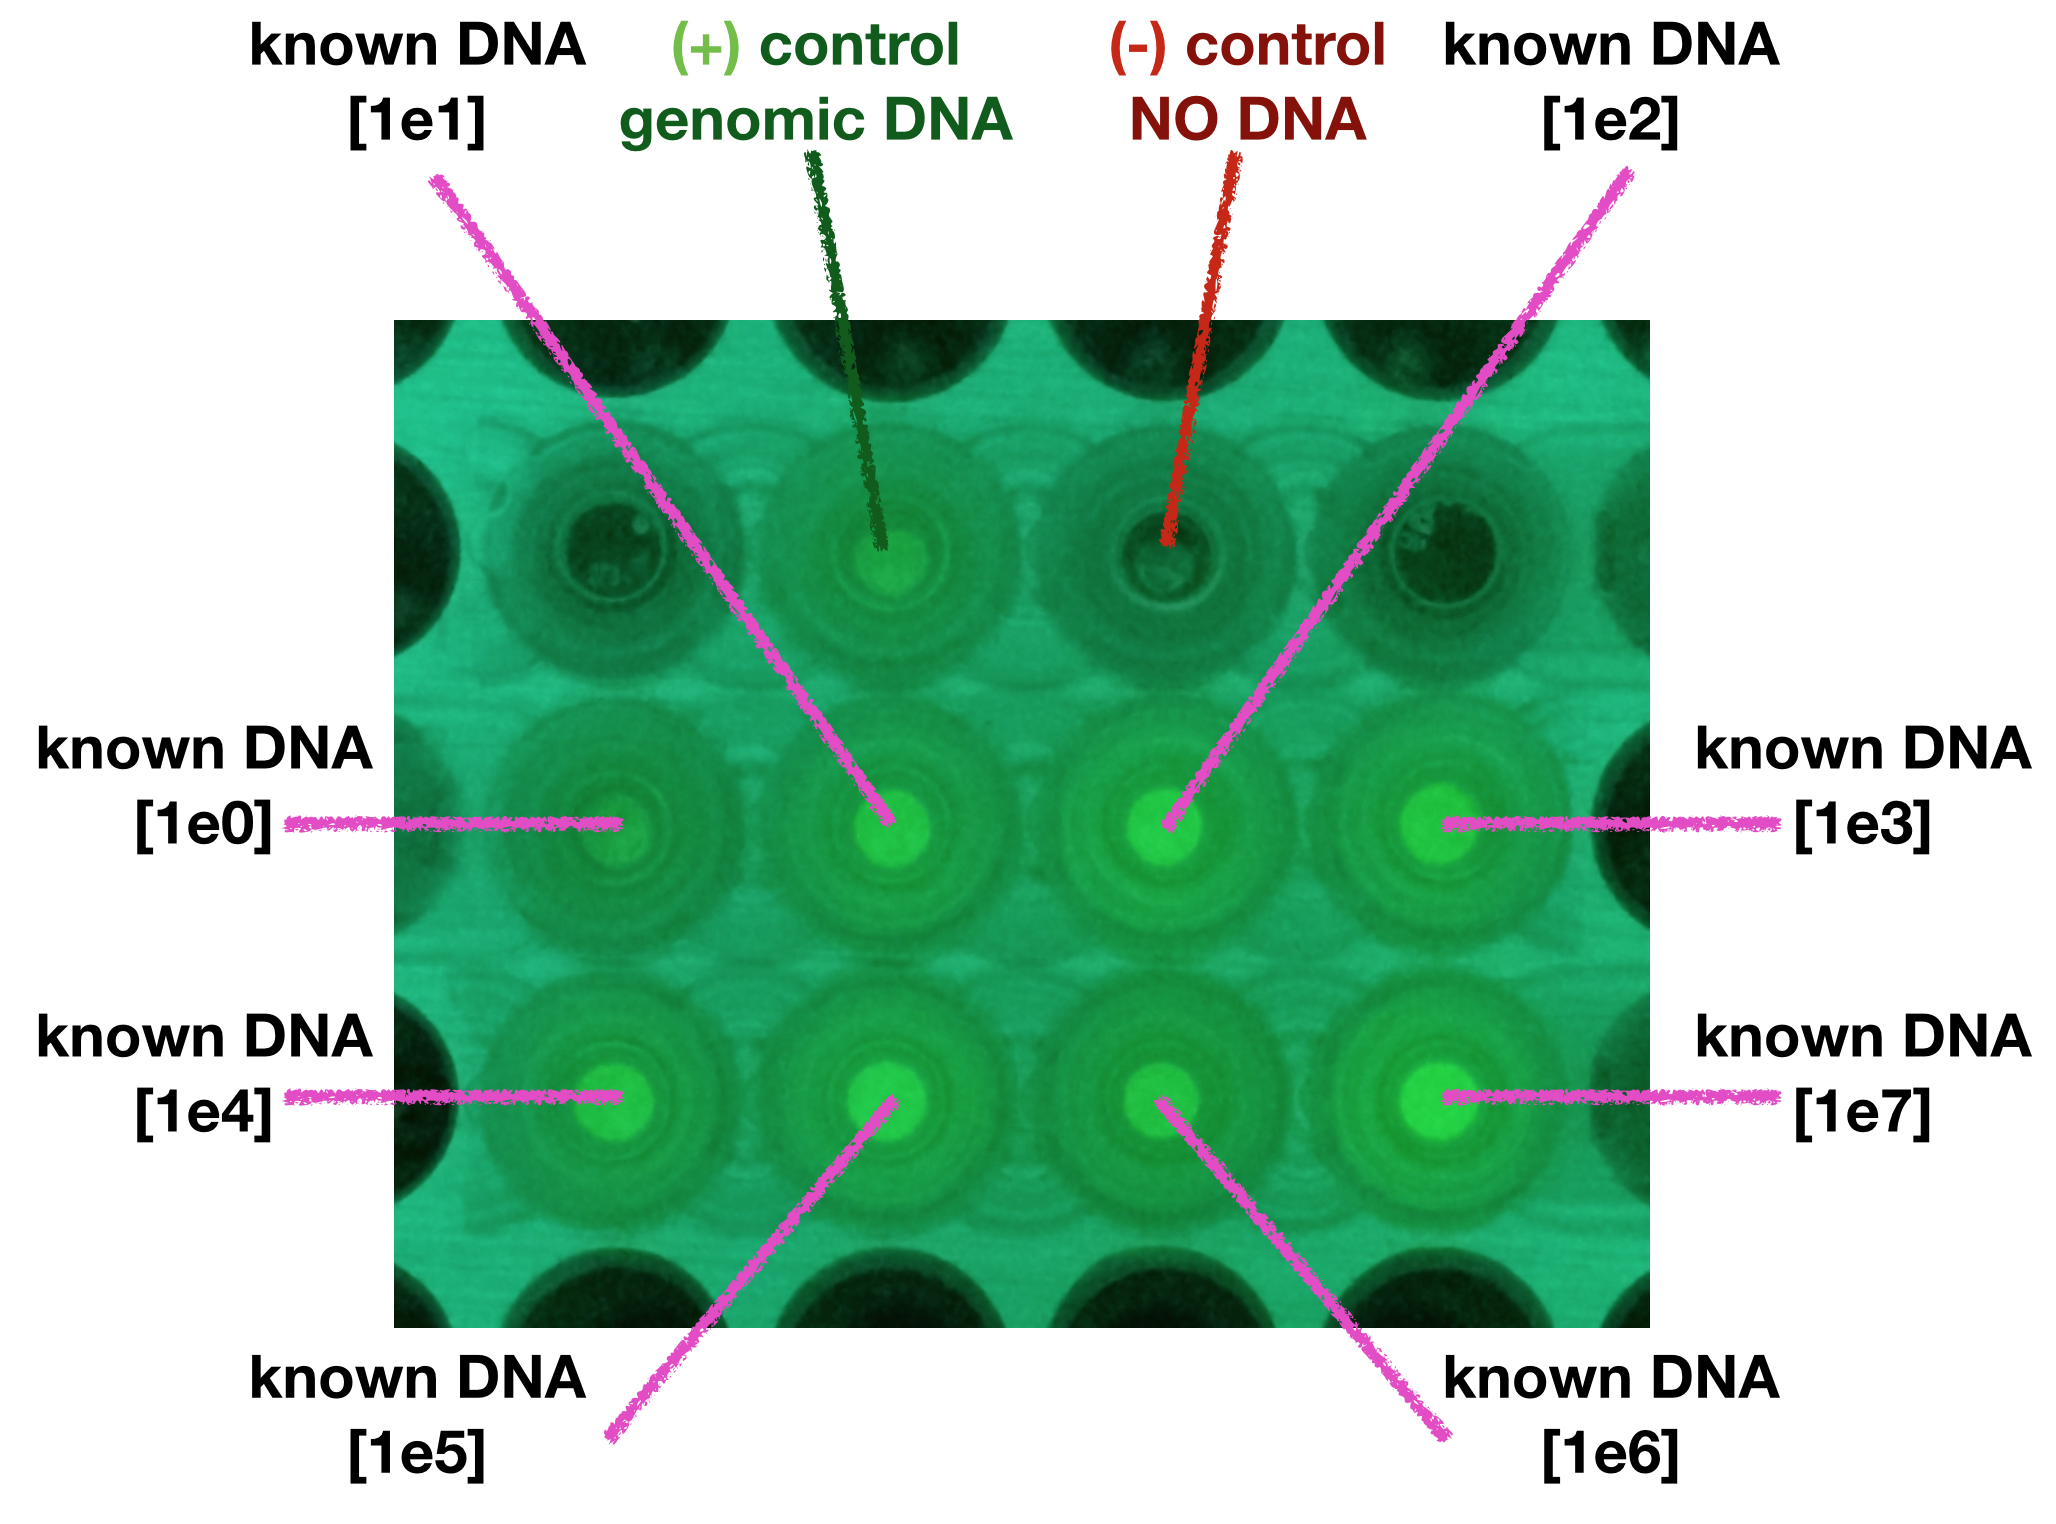 known DNA
[1e1]
(+) control
genomic DNA
(-) control
NO DNA
known DNA
[1e2]
known DNA
[1e0]
known DNA
[1e3]
known DNA
[1e4]
known DNA
[1e7]
known DNA
[1e5]
known DNA
[1e6]